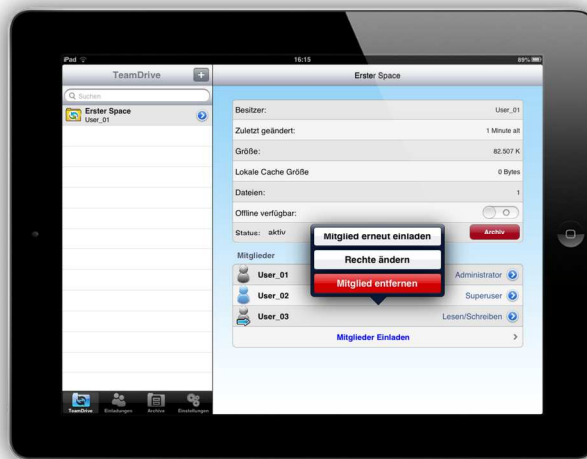 iPad
16:15
89%
TeamDrive
+
Erster Space
Suchen
Erster Space
User_01
Besitzer:
User_01
Zuletzt geändert:
1 Minute alt
Größe:
82.507 K
Lokale Cache Größe
0 Bytes
Dateien:
1
Offline verfügbar:
Status: aktiv
Archiv
Mitglied erneut einladen
Rechte ändern
Mitglied entfernen
Mitglieder
User_01
Administrator
User_02
Superuser
User_03
Lesen/Schreiben
Mitglieder Einladen
TeamDrive
Einladungen
Archive
Einstellungen